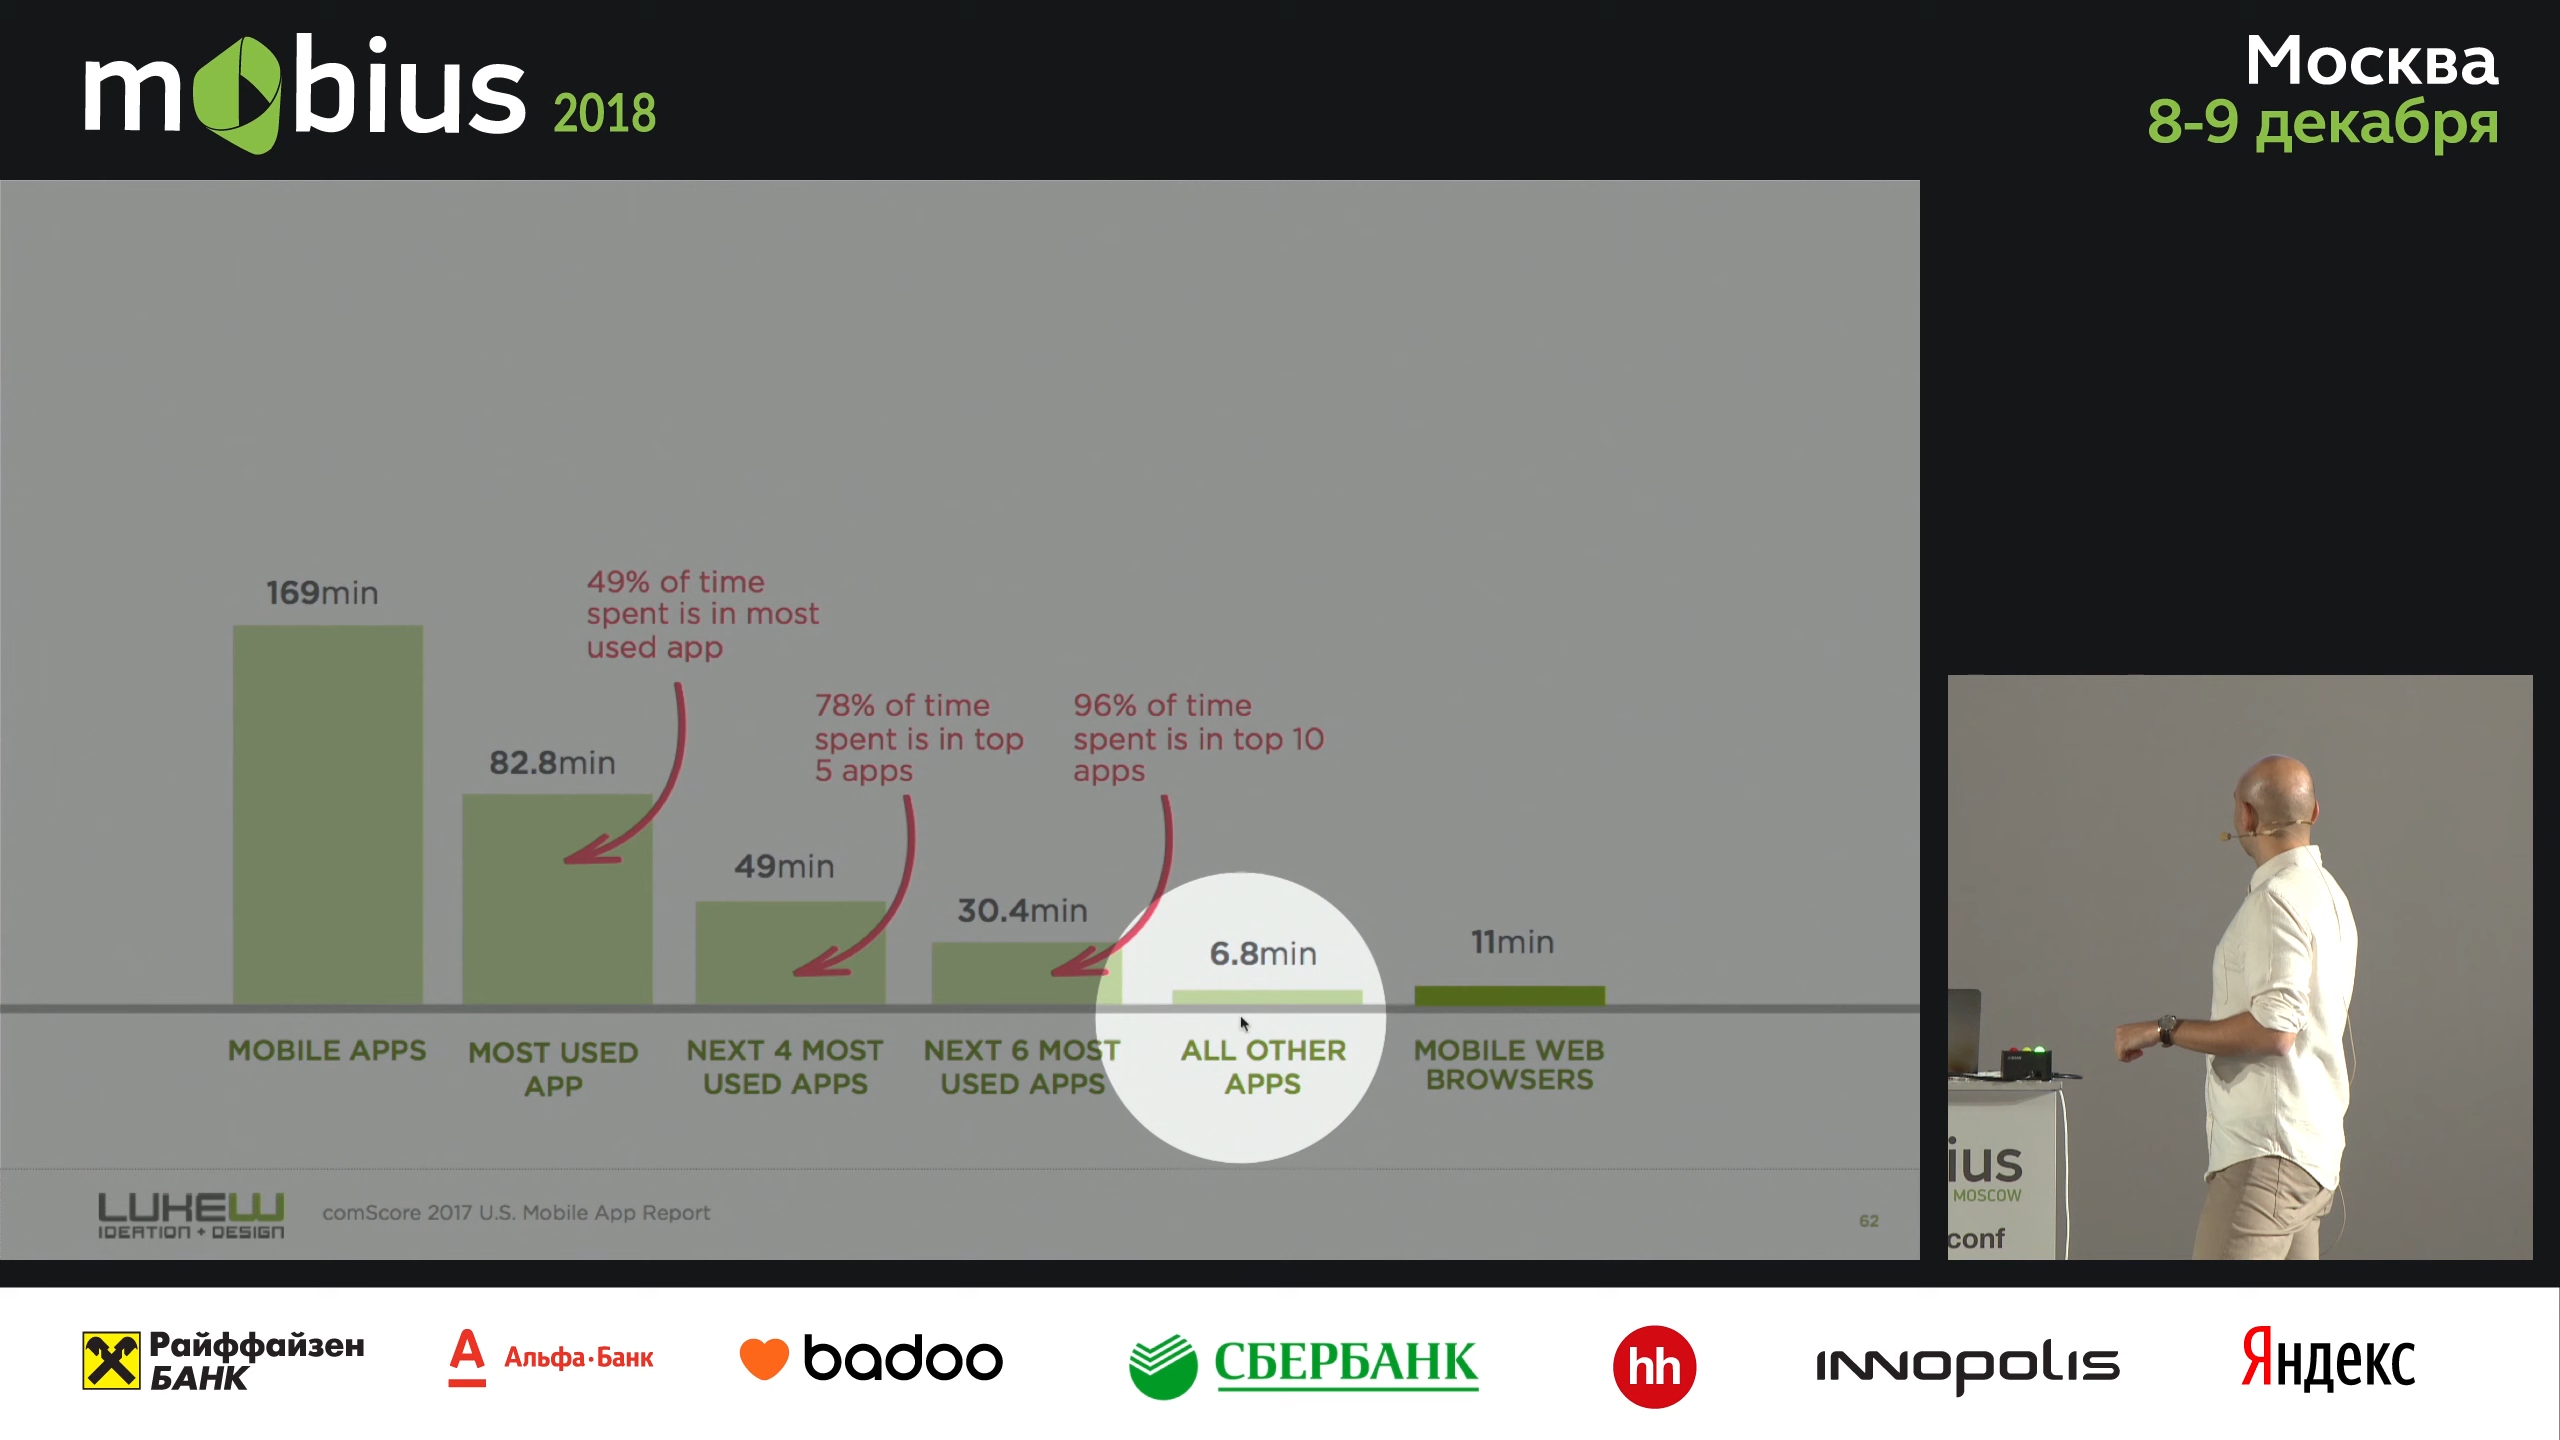 mobius 2018
Москва
8-9 декабря
169min
49% of time
spent is in most
used app
82.8min
78% of time
spent is in top
5 apps
96% of time
spent is in top 10
apps
49min
30.4min
6.8min
11min
MOBILE APPS
MOST USED
APP
NEXT 4 MOST
USED APPS
NEXT 6 MOST
USED APPS
ALL OTHER
APPS
MOBILE WEB
BROWSERS
LUKEW
IDEATION + DESIGN
comScore 2017 U.S. Mobile App Report
62
ius
MOSCOW
conf
Райффайзен
БАНК
А
Альфа·Банк
badoo
СБЕРБАНК
hh
INNOPOLIS
Яндекс